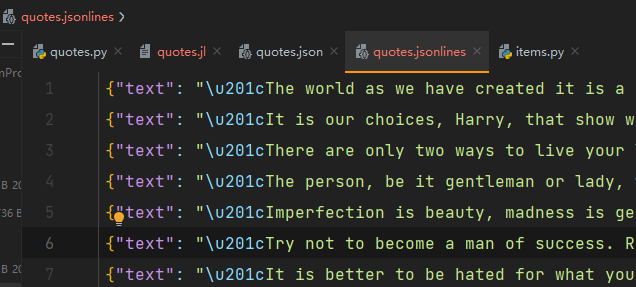 quotes.jsonlines
quotes.py quotes.jl quotes.json quotes.jsonlines items.py
1 {"text": "\u201cThe world as we have created it is a
2 {"text": "\u201cIt is our choices, Harry, that show
3 {"text": "\u201cThere are only two ways to live your
4 {"text": "\u201cThe person, be it gentleman or lady,
5 {"text": "\u201cImperfection is beauty, madness is
6 {"text": "\u201cTry not to become a man of success.
7 {"text": "\u201cIt is better to be hated for what you
nPro
B 20
736 B
B 20